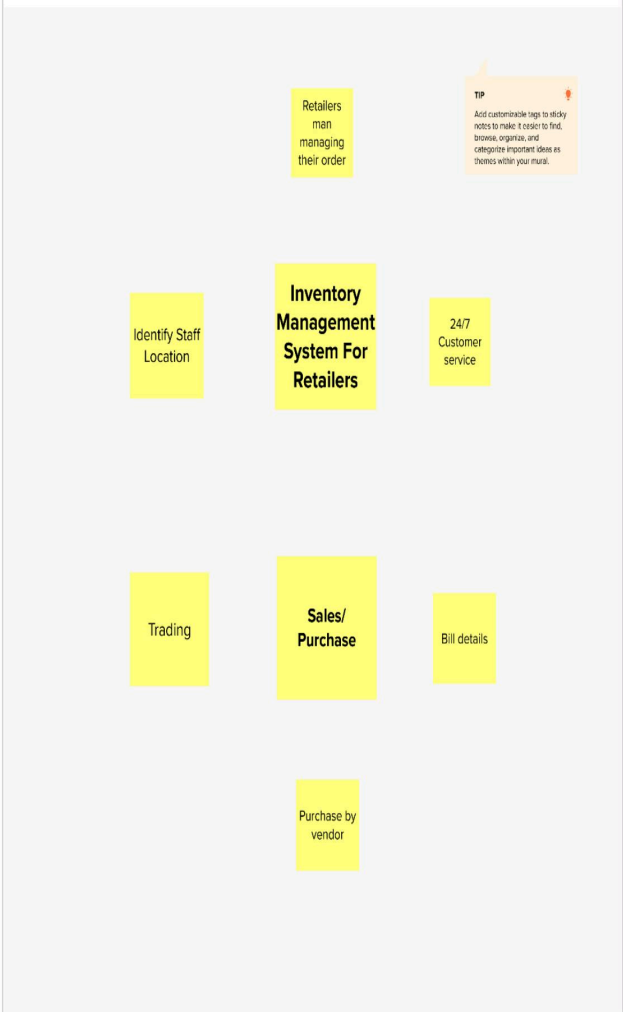 Retailers
man
managing
their order
TIP
Add customizable tags to sticky
notes to make it easier to find,
browse, organize, and
categorize important ideas as
themes within your mural.
Identify Staff
Location
Inventory
Management
System For
Retailers
24/7
Customer
service
Trading
Sales/
Purchase
Bill details
Purchase by
vendor